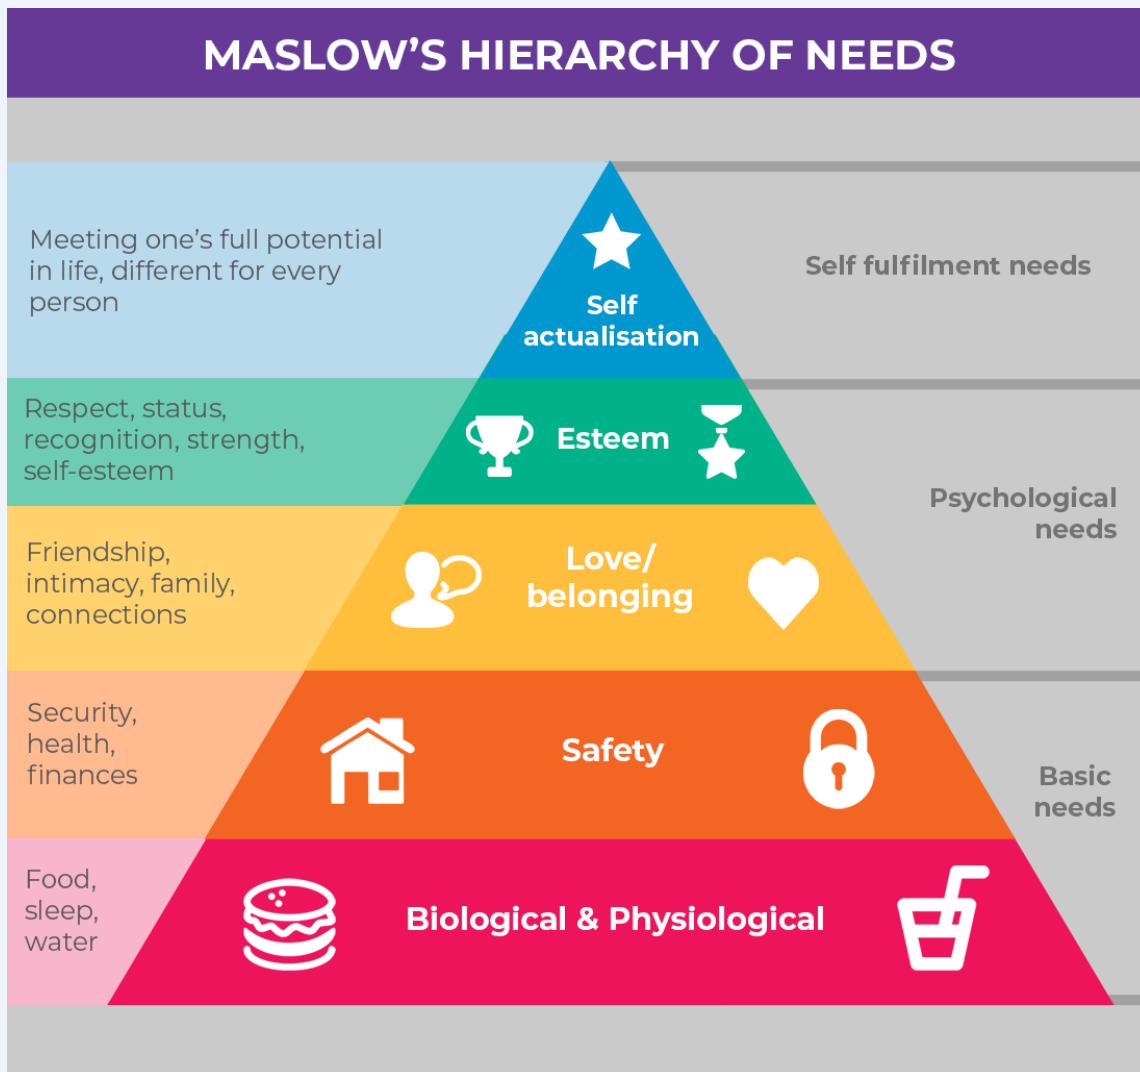 MASLOW'S HIERARCHY OF NEEDS
Meeting one's full potential
in life, different for every
person
Self
actualisation
Self fulfilment needs
Respect, status,
recognition, strength,
self-esteem
Esteem
Psychological
needs
Friendship,
intimacy, family,
connections
Love/
belonging
Security,
health,
finances
Safety
Basic
needs
Food,
sleep,
water
Biological & Physiological